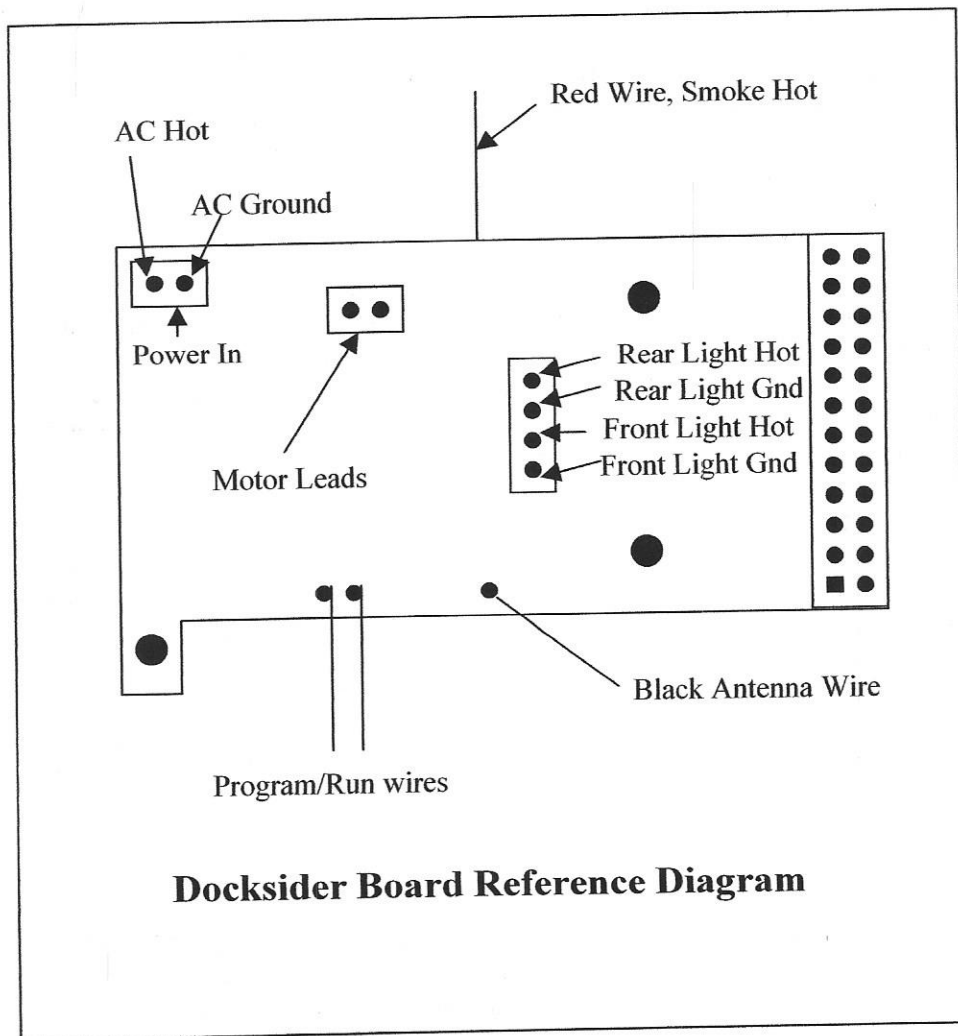 Red Wire, Smoke Hot
AC Hot
AC Ground
Power In
Rear Light Hot
Rear Light Gnd
Front Light Hot
Front Light Gnd
Motor Leads
Black Antenna Wire
Program/Run wires
Docksider Board Reference Diagram